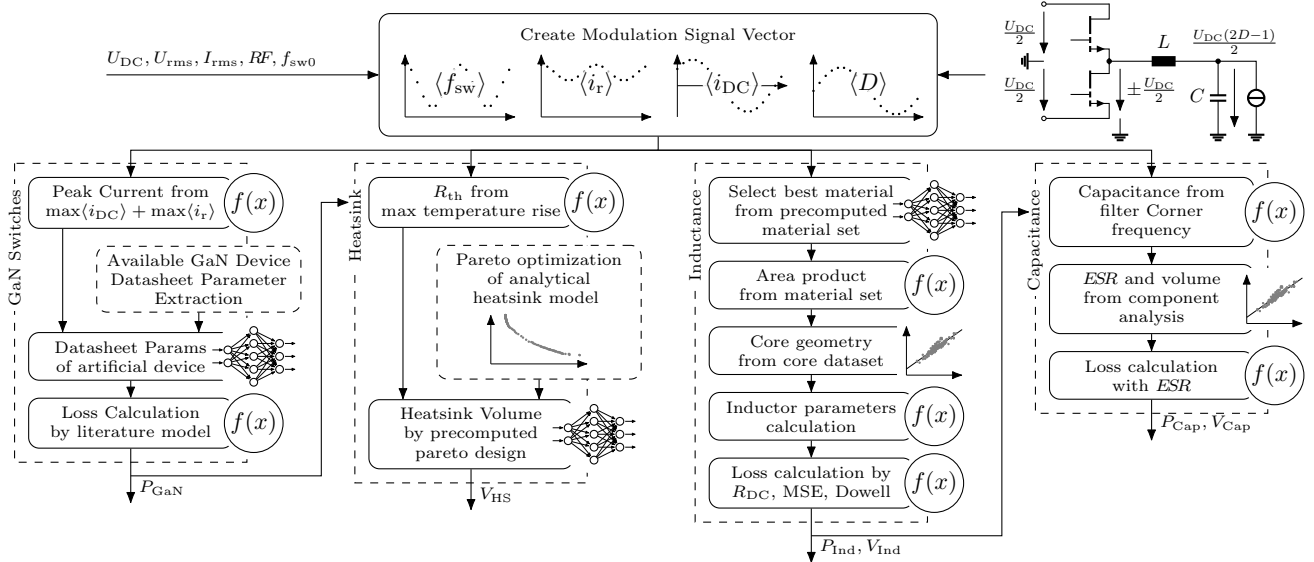 Create Modulation Signal Vector
U_DC, U_rms, I_rms, RF, f_sw0
⟨f_sw⟩
⟨i_r⟩
⟨i_DC⟩
⟨D⟩
U_DC/2
U_DC/2
±U_DC/2
L
C
U_DC(2D−1)/2
GaN Switches
Peak Current from
max⟨i_DC⟩ + max⟨i_r⟩
f(x)
Available GaN Device
Datasheet Parameter
Extraction
Datasheet Params
of artificial device
Loss Calculation
by literature model
f(x)
P_GaN
Heatsink
R_th from
max temperature rise
f(x)
Pareto optimization
of analytical
heatsink model
Heatsink Volume
by precomputed
pareto design
V_HS
Inductance
Select best material
from precomputed
material set
Area product
from material set
f(x)
Core geometry
from core dataset
Inductor parameters
calculation
f(x)
Loss calculation by
R_DC, MSE, Dowell
f(x)
P_Ind, V_Ind
Capacitance
Capacitance from
filter Corner
frequency
f(x)
ESR and volume
from component
analysis
Loss calculation
with ESR
f(x)
P_Cap, V_Cap